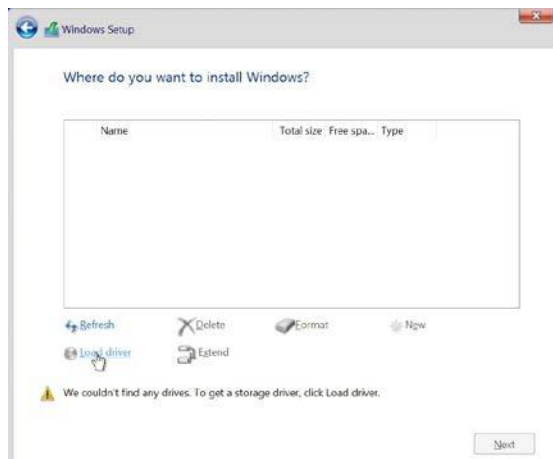 Windows Setup
Where do you want to install Windows?
Name Total size Free spa... Type
Refresh Delete Format New
Load driver Extend
We couldn't find any drives. To get a storage driver, click Load driver.
Next